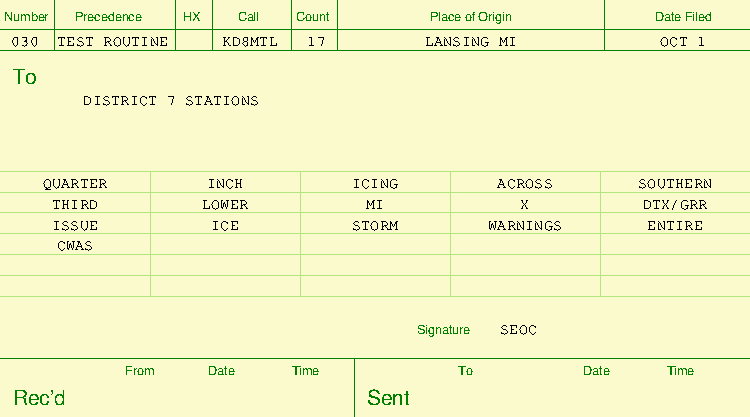 Number Precedence HX Call Count Place of Origin Date Filed
030 TEST ROUTINE KD8MTL 17 LANSING MI OCT 1
To
DISTRICT 7 STATIONS
QUARTER INCH ICING ACROSS SOUTHERN
THIRD LOWER MI X DTX/GRR
ISSUE ICE STORM WARNINGS ENTIRE
CWAS
Signature SEOC
From Date Time To Date Time
Rec'd Sent